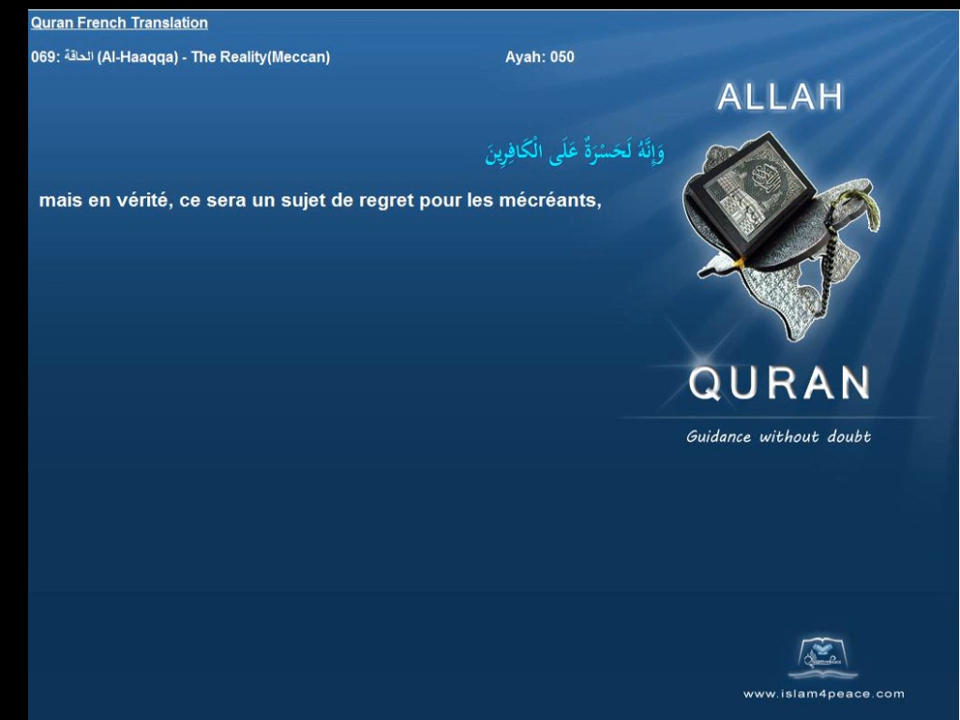 Quran French Translation
069: الحاقة (Al-Haaqqa) - The Reality(Meccan) Ayah: 050
ALLAH
وَإِنَّهُ لَحَسْرَةٌ عَلَى الْكَافِرِينَ
mais en vérité, ce sera un sujet de regret pour les mécréants,
QURAN
Guidance without doubt
www.islam4peace.com